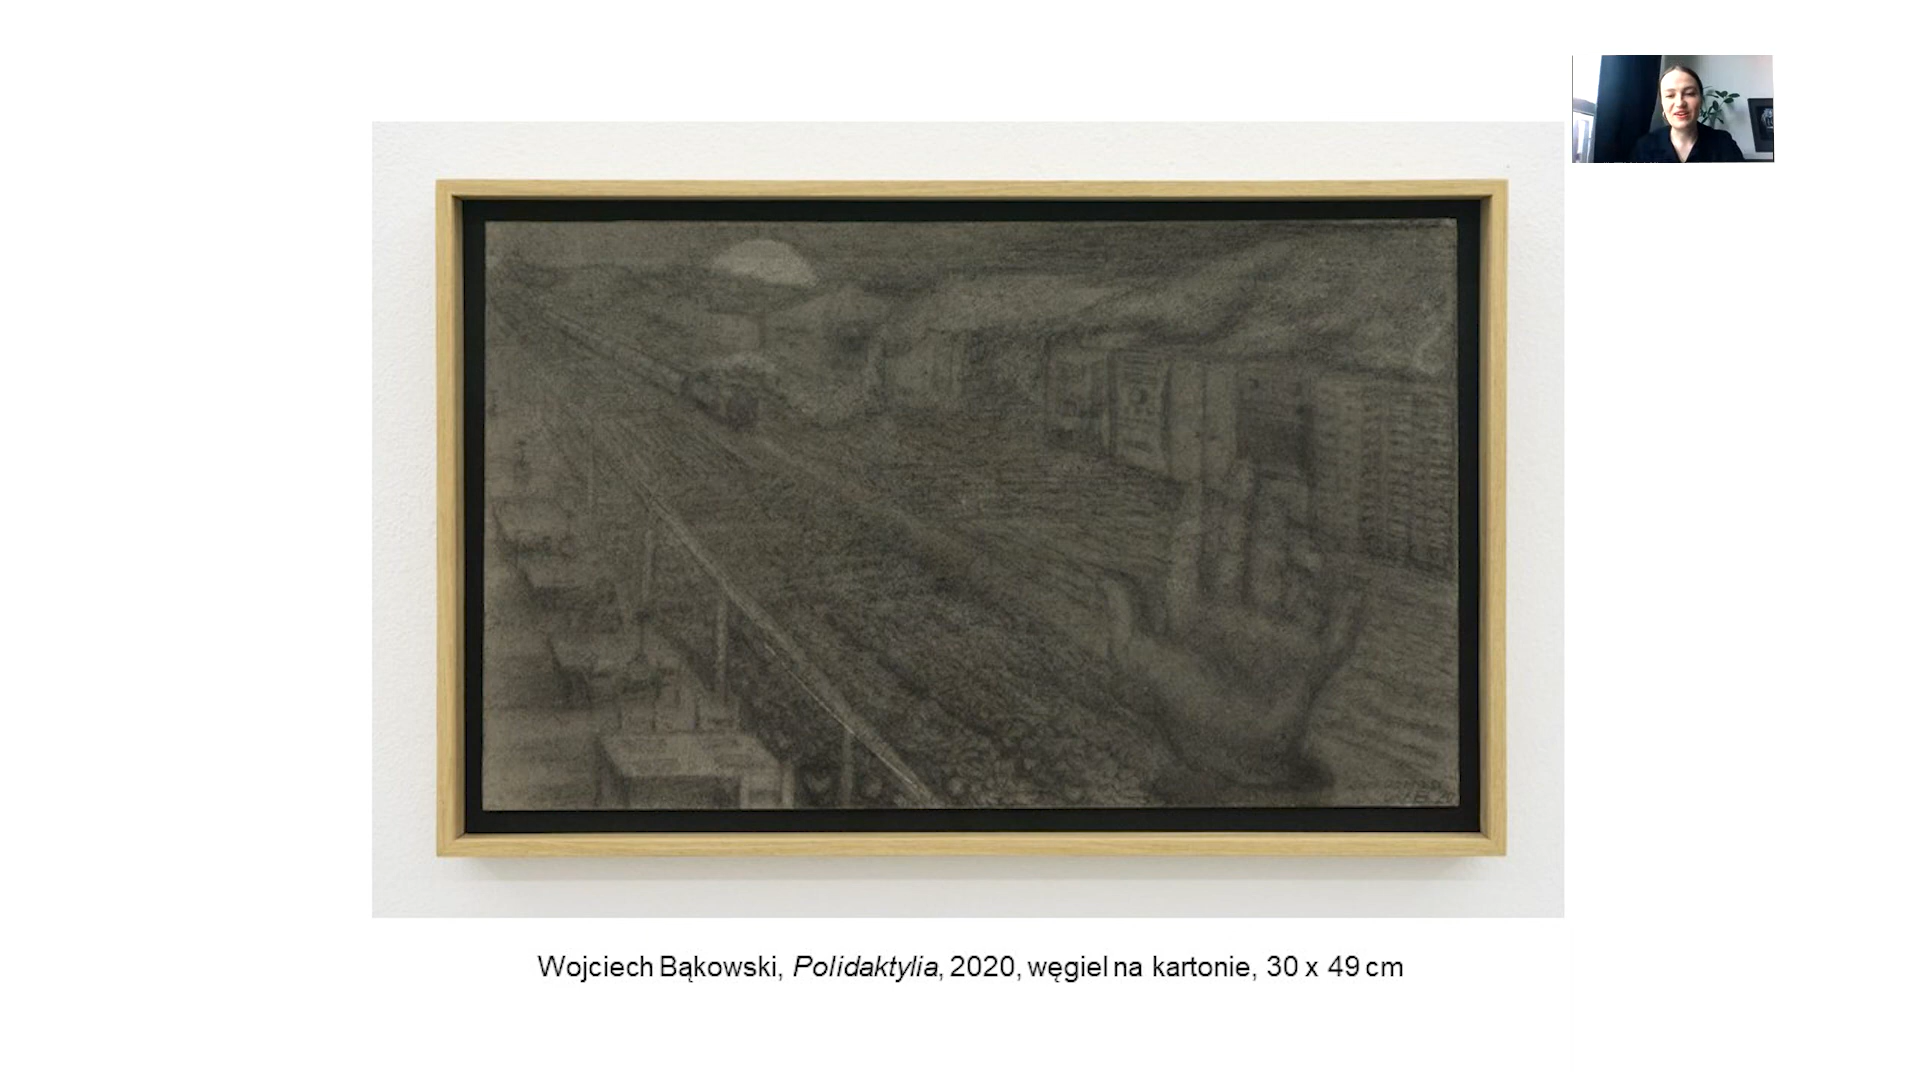 Wojciech Bąkowski, Polidaktylia, 2020, węgiel na kartonie, 30 x 49 cm